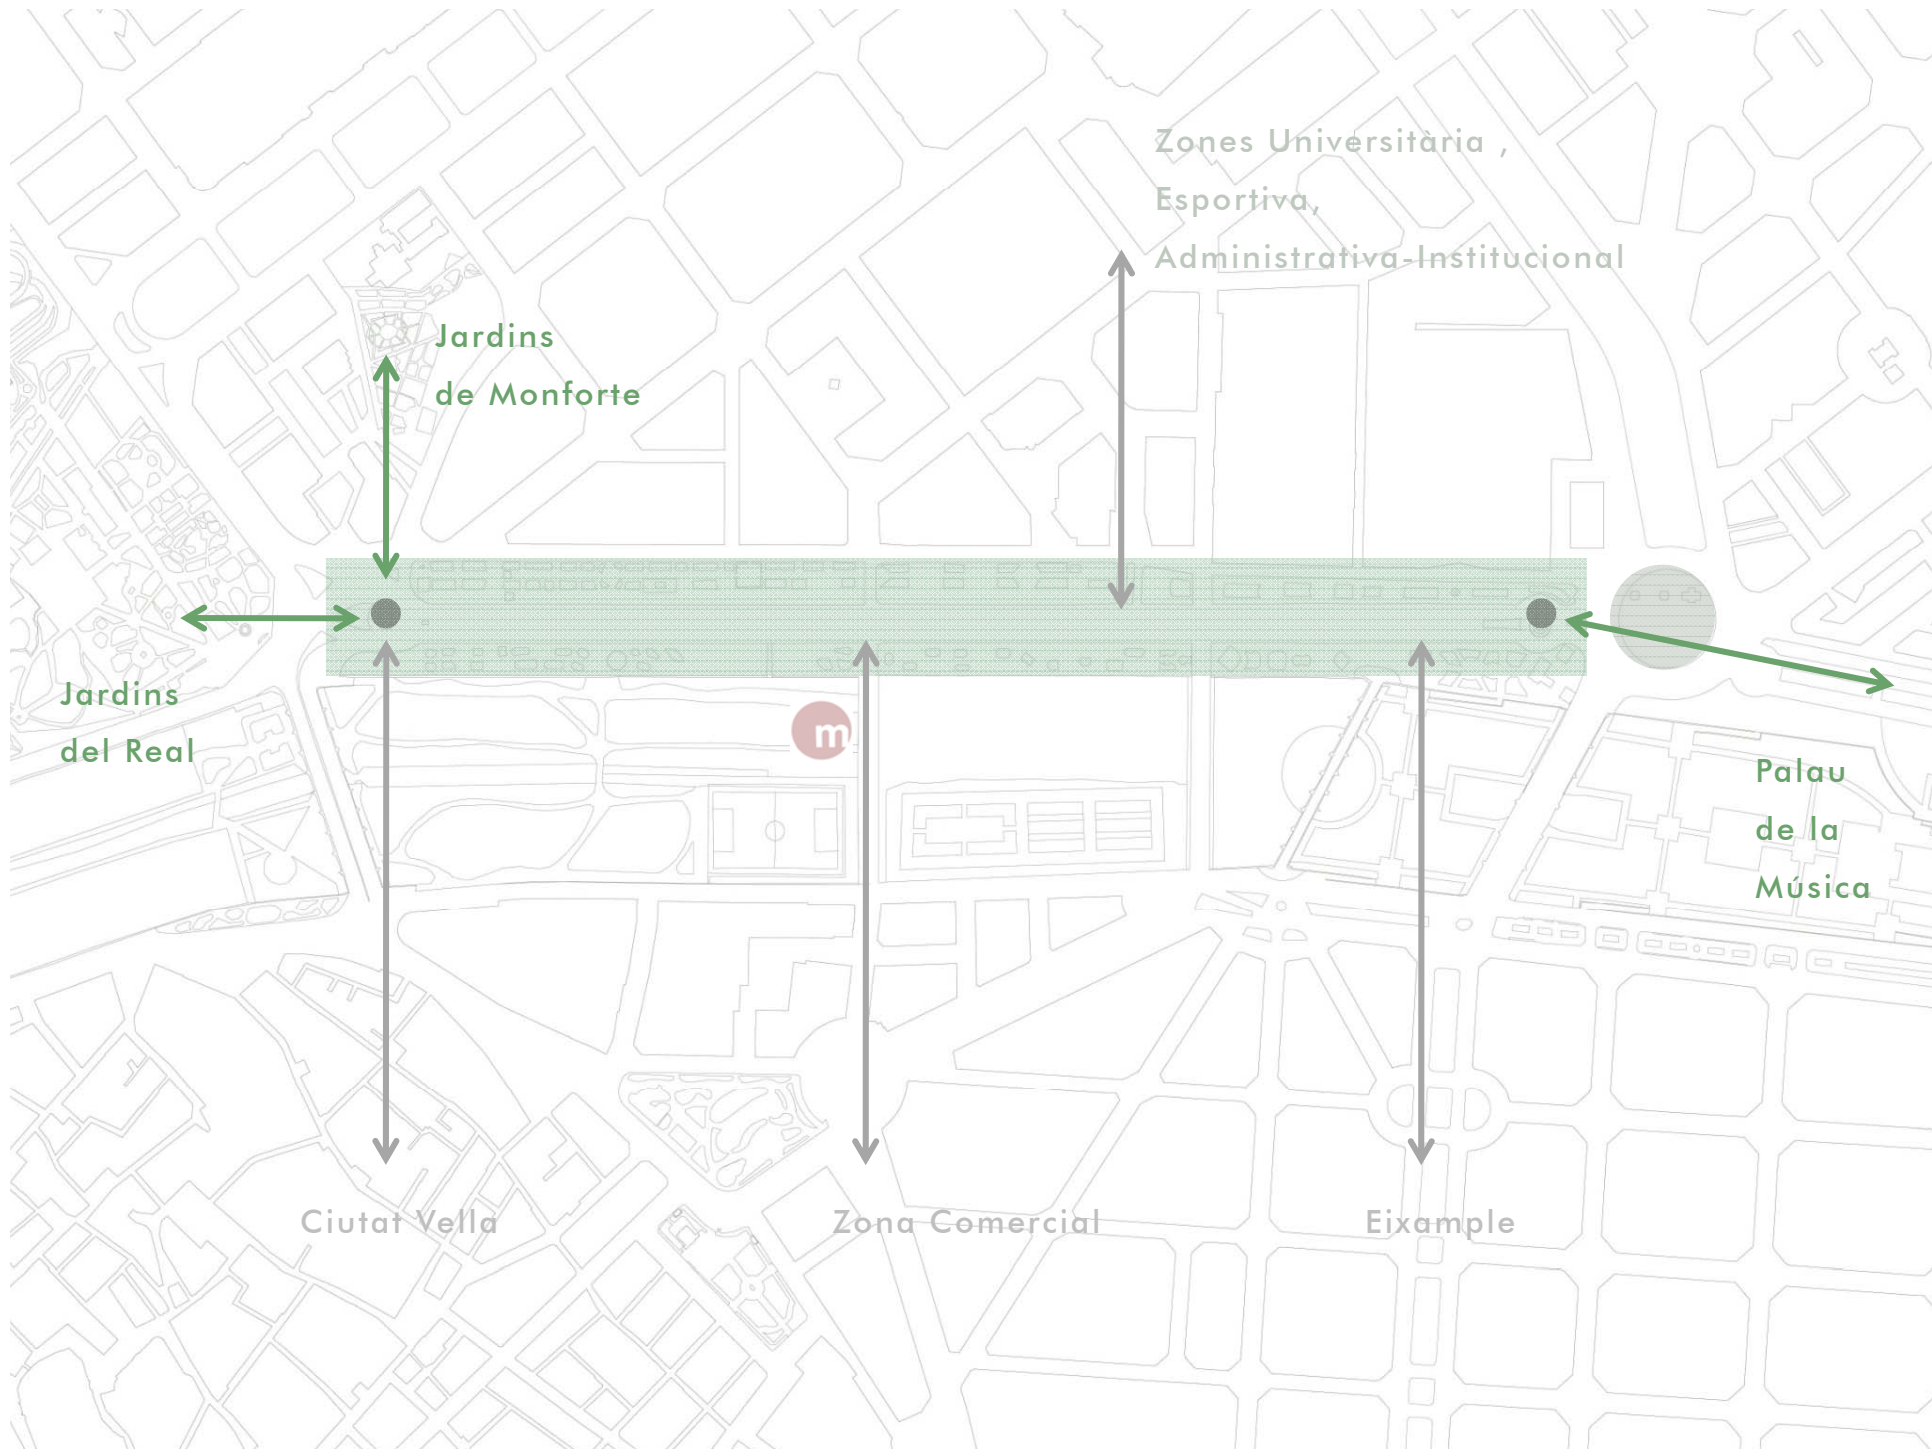 Zones Universitària ,
Esportiva,
Administrativa-Institucional
Jardins
de Monforte
Jardins
del Real
m
Palau
de la
Música
Ciutat Vella
Zona Comercial
Eixample